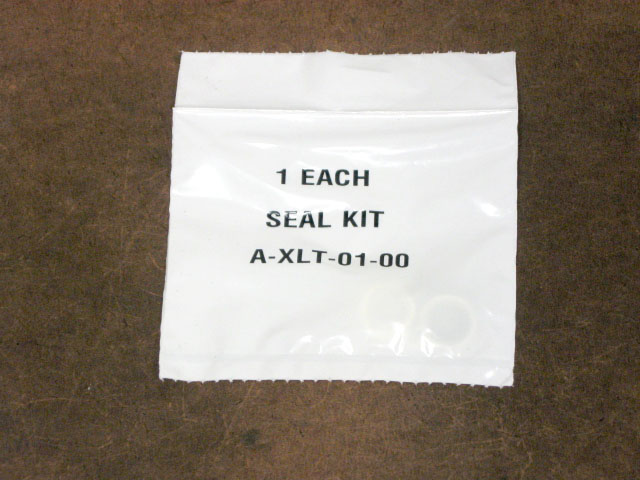 1 EACH
SEAL KIT
A-XLT-01-00